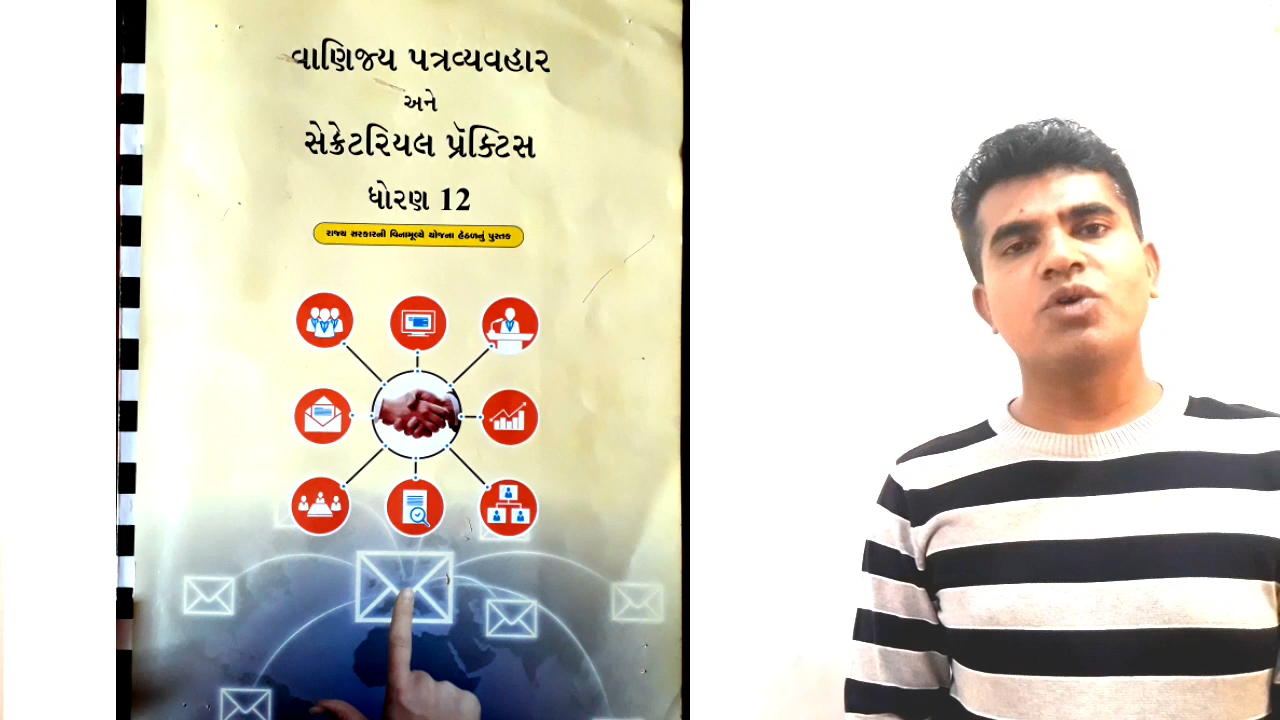 વાણિજ્ય પત્રવ્યવહાર
અને
સેક્રેટરિયલ પ્રૅક્ટિસ
ધોરણ 12
રાજ્ય સરકારની વિનામૂલ્યે યોજના હેઠળનું પુસ્તક